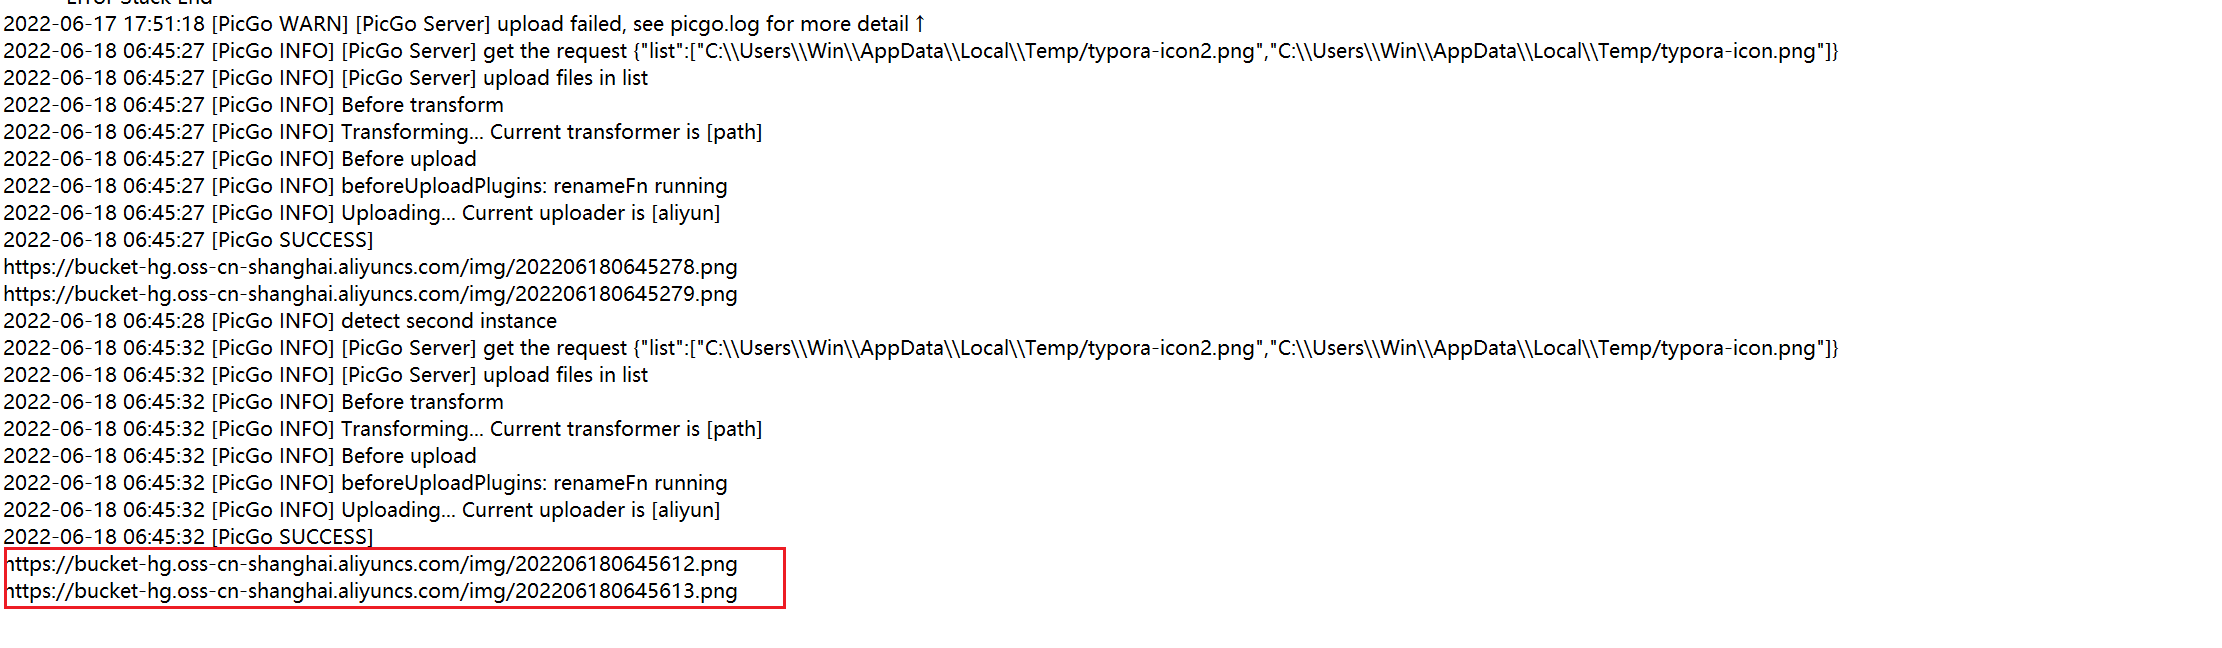 Error Stack End
2022-06-17 17:51:18 [PicGo WARN] [PicGo Server] upload failed, see picgo.log for more detail ↑
2022-06-18 06:45:27 [PicGo INFO] [PicGo Server] get the request {"list":["C:\\Users\\Win\\AppData\\Local\\Temp/typora-icon2.png","C:\\Users\\Win\\AppData\\Local\\Temp/typora-icon.png"]}
2022-06-18 06:45:27 [PicGo INFO] [PicGo Server] upload files in list
2022-06-18 06:45:27 [PicGo INFO] Before transform
2022-06-18 06:45:27 [PicGo INFO] Transforming... Current transformer is [path]
2022-06-18 06:45:27 [PicGo INFO] Before upload
2022-06-18 06:45:27 [PicGo INFO] beforeUploadPlugins: renameFn running
2022-06-18 06:45:27 [PicGo INFO] Uploading... Current uploader is [aliyun]
2022-06-18 06:45:27 [PicGo SUCCESS]
https://bucket-hg.oss-cn-shanghai.aliyuncs.com/img/202206180645278.png
https://bucket-hg.oss-cn-shanghai.aliyuncs.com/img/202206180645279.png
2022-06-18 06:45:28 [PicGo INFO] detect second instance
2022-06-18 06:45:32 [PicGo INFO] [PicGo Server] get the request {"list":["C:\\Users\\Win\\AppData\\Local\\Temp/typora-icon2.png","C:\\Users\\Win\\AppData\\Local\\Temp/typora-icon.png"]}
2022-06-18 06:45:32 [PicGo INFO] [PicGo Server] upload files in list
2022-06-18 06:45:32 [PicGo INFO] Before transform
2022-06-18 06:45:32 [PicGo INFO] Transforming... Current transformer is [path]
2022-06-18 06:45:32 [PicGo INFO] Before upload
2022-06-18 06:45:32 [PicGo INFO] beforeUploadPlugins: renameFn running
2022-06-18 06:45:32 [PicGo INFO] Uploading... Current uploader is [aliyun]
2022-06-18 06:45:32 [PicGo SUCCESS]
https://bucket-hg.oss-cn-shanghai.aliyuncs.com/img/202206180645612.png
https://bucket-hg.oss-cn-shanghai.aliyuncs.com/img/202206180645613.png